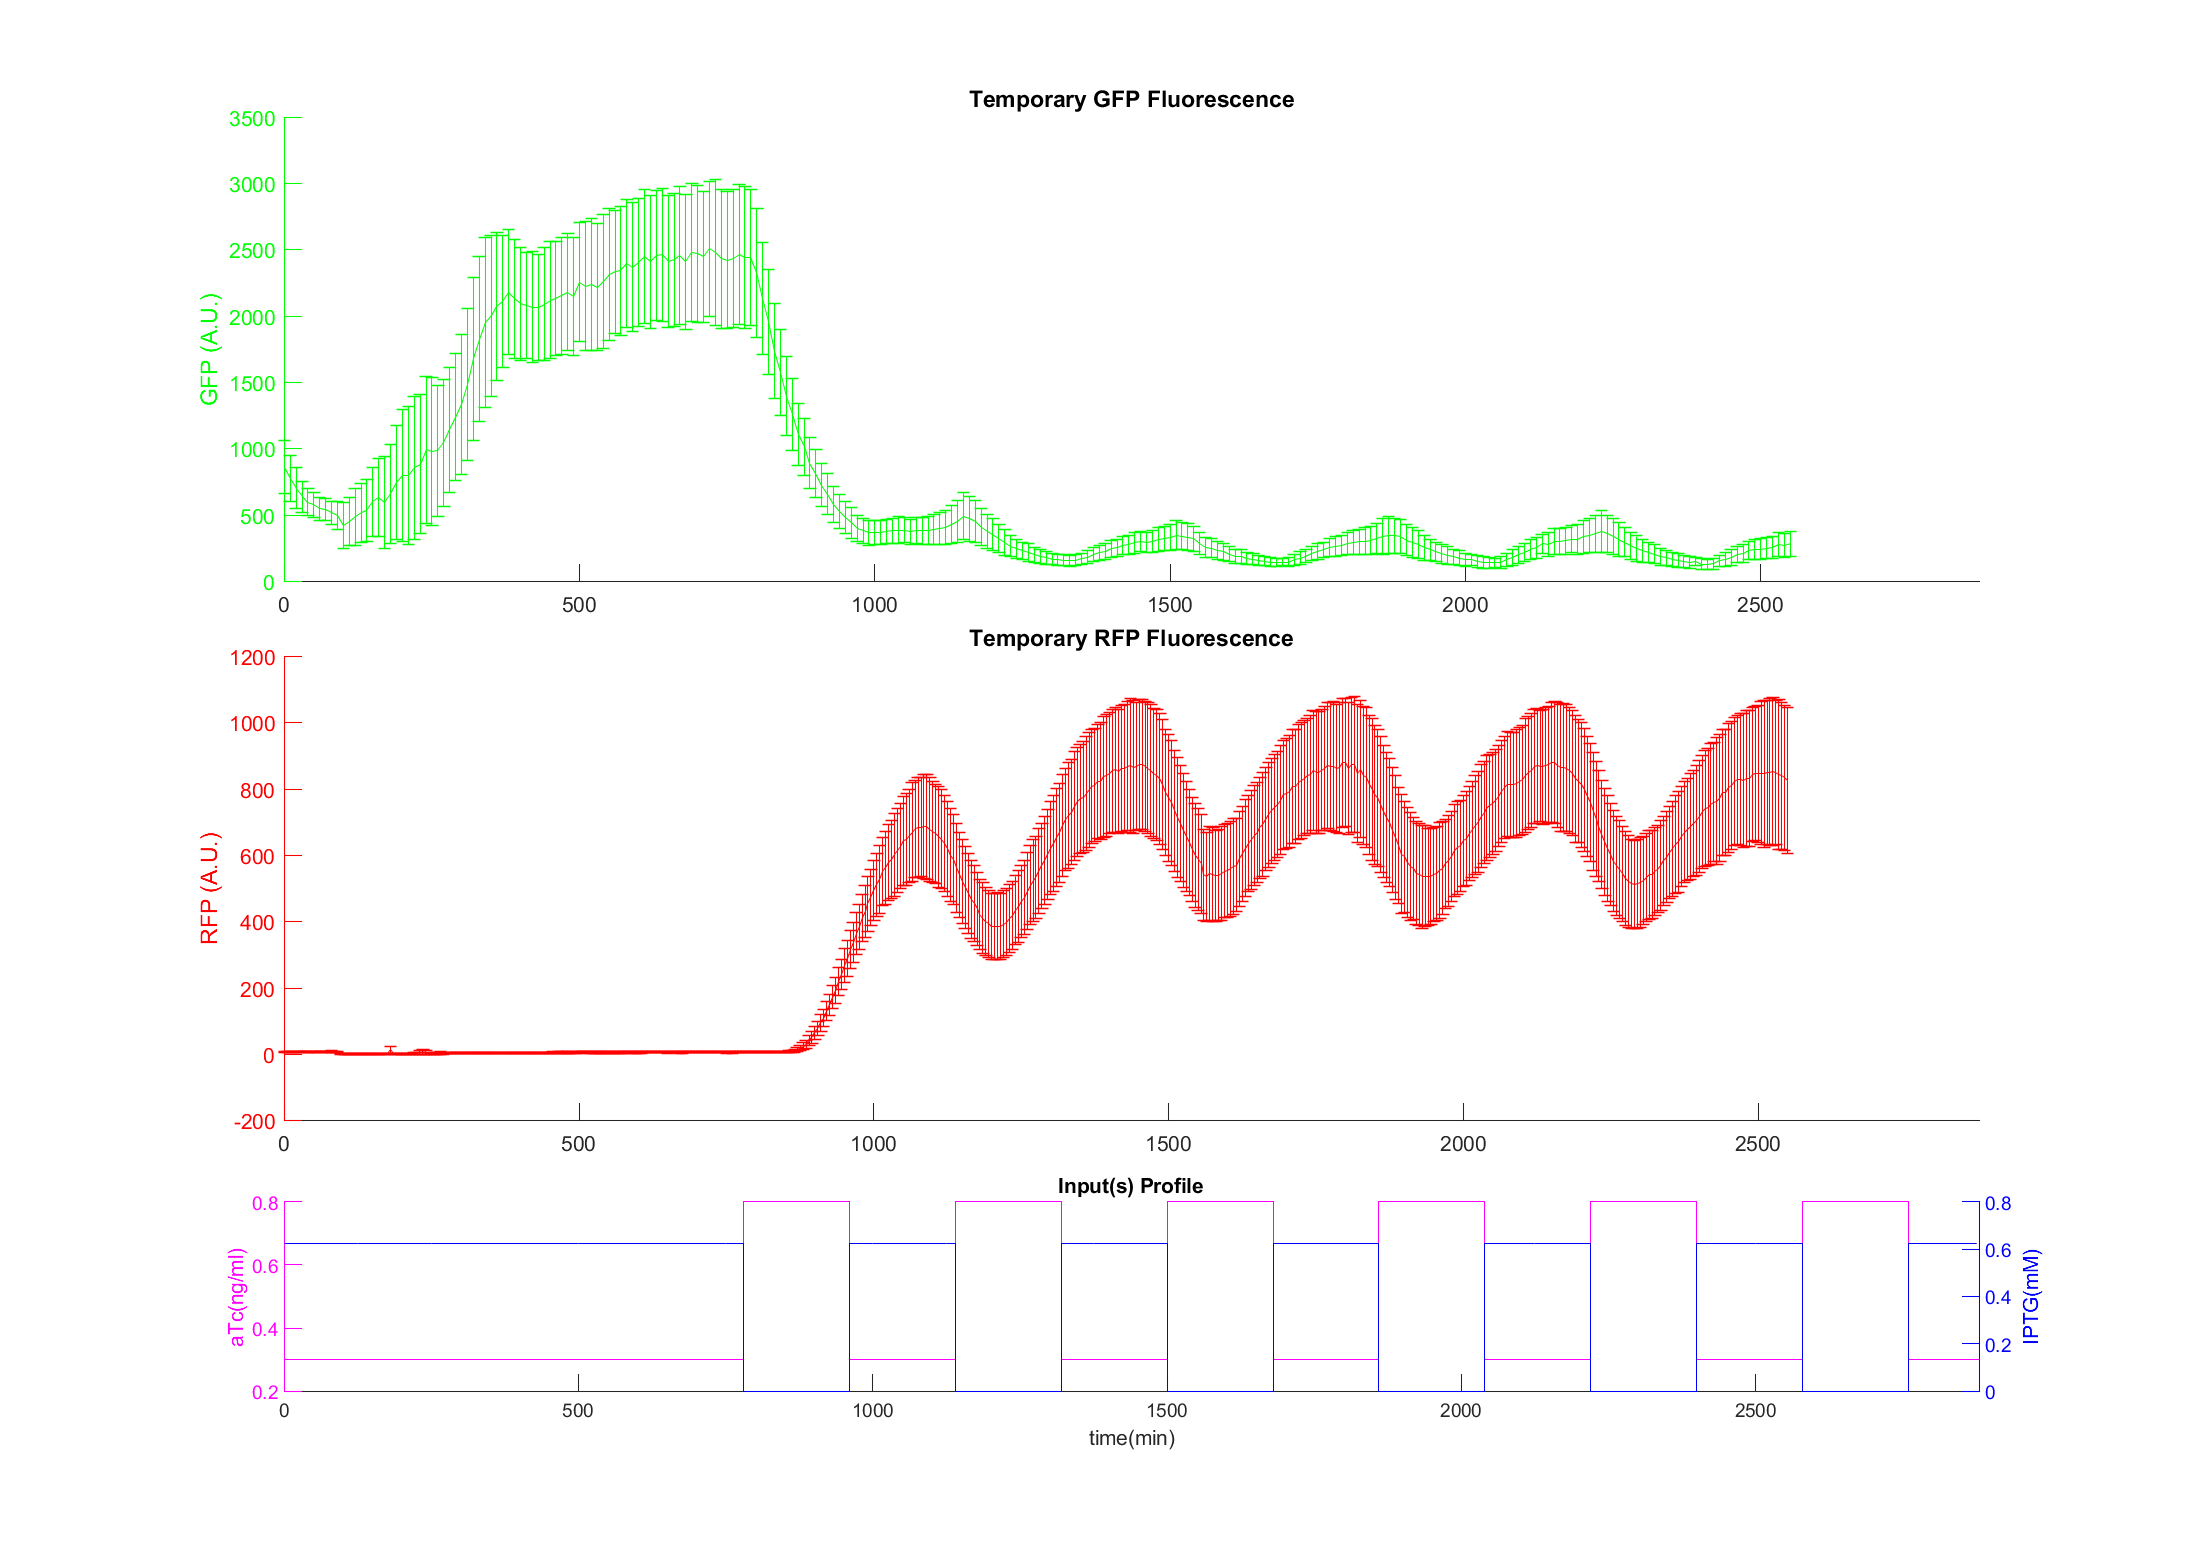 Temporary GFP Fluorescence
3500
3000
2500
2000
1500
1000
500
0
GFP (A.U.)
0 500 1000 1500 2000 2500
Temporary RFP Fluorescence
1200
1000
800
600
400
200
0
-200
RFP (A.U.)
0 500 1000 1500 2000 2500
Input(s) Profile
0.8
0.6
0.4
0.2
aTc(ng/ml)
0.8
0.6
0.4
0.2
0
IPTG(mM)
0 500 1000 1500 2000 2500
time(min)